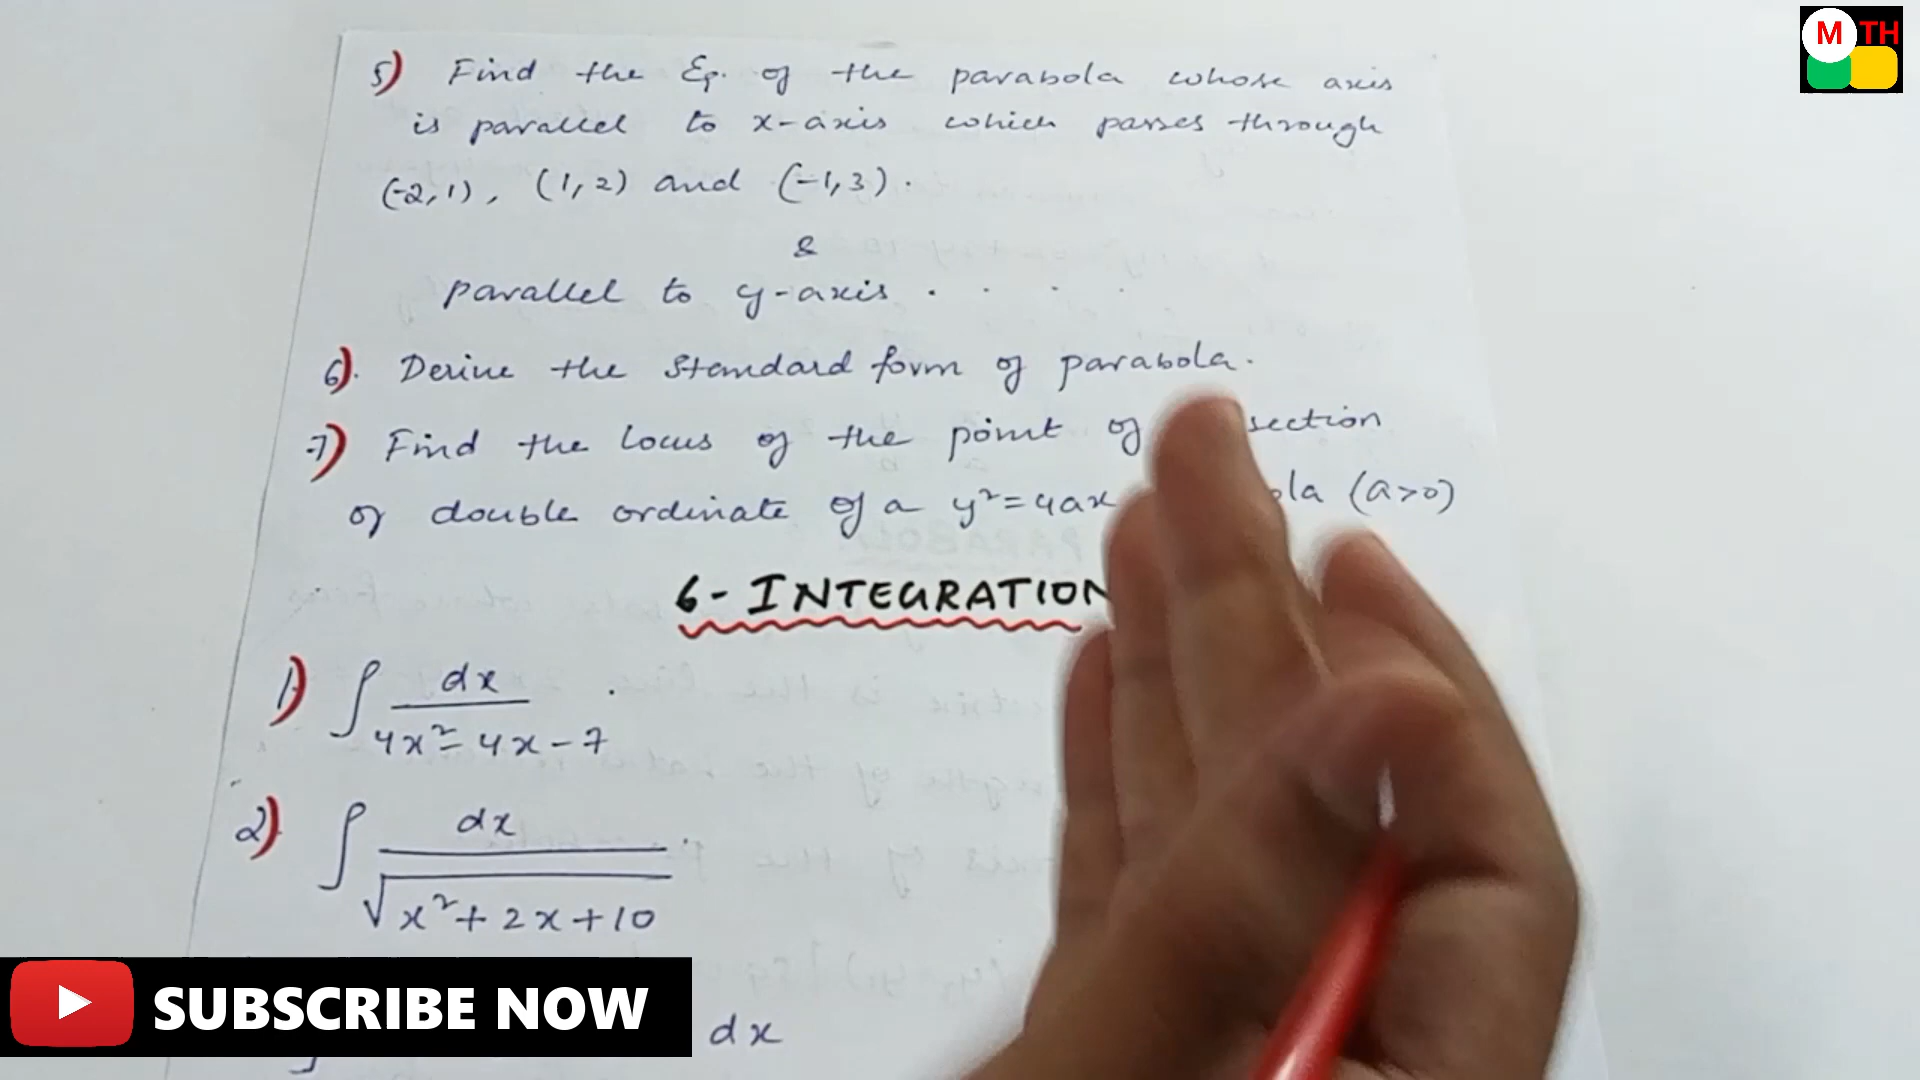 M TH
5) Find the Eq. of the parabola whose axis
is parallel to x-axis which passes through
(-2,1), (1,2) and (-1,3).
&
parallel to y-axis . . . .
6). Derive the Standard form of parabola.
7) Find the locus of the point of section
of double ordinate of a y²=4ax (a>0)
6- INTEGRATION
1) ∫ dx / 4x²-4x-7 .
2) ∫ dx / √x²+2x+10
SUBSCRIBE NOW
dx